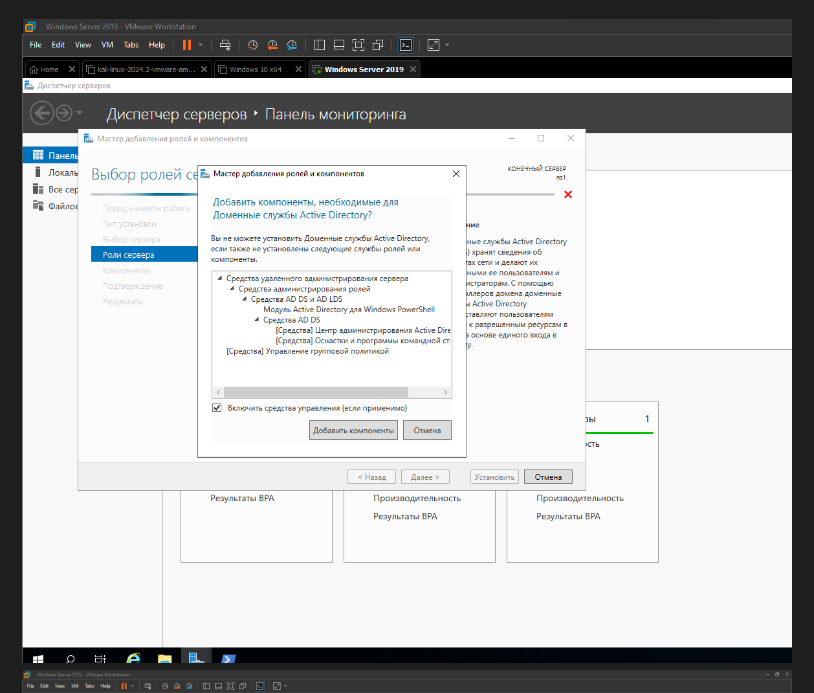 Windows Server 2019 - VMware Workstation
File Edit View VM Tabs Help
Home
kali-linux-2024.2-vmware-am...
Windows 10 x64
Windows Server 2019
Диспетчер серверов
Диспетчер серверов
Панель мониторинга
Мастер добавления ролей и компонентов
Панель
Локаль
Все сер
Файлов
Выбор ролей се
КОНЕЧНЫЙ СЕРВЕР
ns1
Перед началом работы
Тип установки
Выбор сервера
Роли сервера
Компоненты
Подтверждение
Результаты
Мастер добавления ролей и компонентов
Добавить компоненты, необходимые для
Доменные службы Active Directory?
Вы не можете установить Доменные службы Active Directory,
если также не установлены следующие службы ролей или
компоненты.
Средства удаленного администрирования сервера
Средства администрирования ролей
Средства AD DS и AD LDS
Модуль Active Directory для Windows PowerShell
Средства AD DS
[Средства] Центр администрирования Active Dire
[Средства] Оснастки и программы командной ст
[Средства] Управление групповой политикой
Включить средства управления (если применимо)
Добавить компоненты
Отмена
ние
ные службы Active Directory
) хранят сведения об
тах сети и делают их
ными ее пользователям и
истраторам. С помощью
оллеров домена доменные
ы Active Directory
ставляют пользователям
к разрешенным ресурсам в
а основе единого входа в
му.
< Назад
Далее >
Установить
Отмена
ры 1
сть
Результаты BPA
Производительность
Результаты BPA
Производительность
Результаты BPA
Windows Server 2019 - VMware Workstation
File Edit View VM Tabs Help